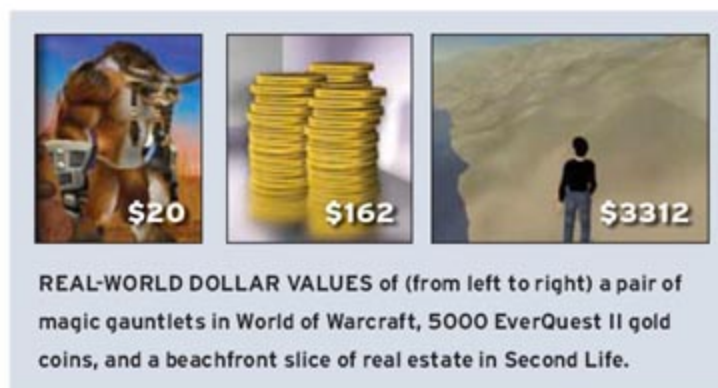 $20
$162
$3312
REAL-WORLD DOLLAR VALUES of (from left to right) a pair of
magic gauntlets in World of Warcraft, 5000 EverQuest II gold
coins, and a beachfront slice of real estate in Second Life.